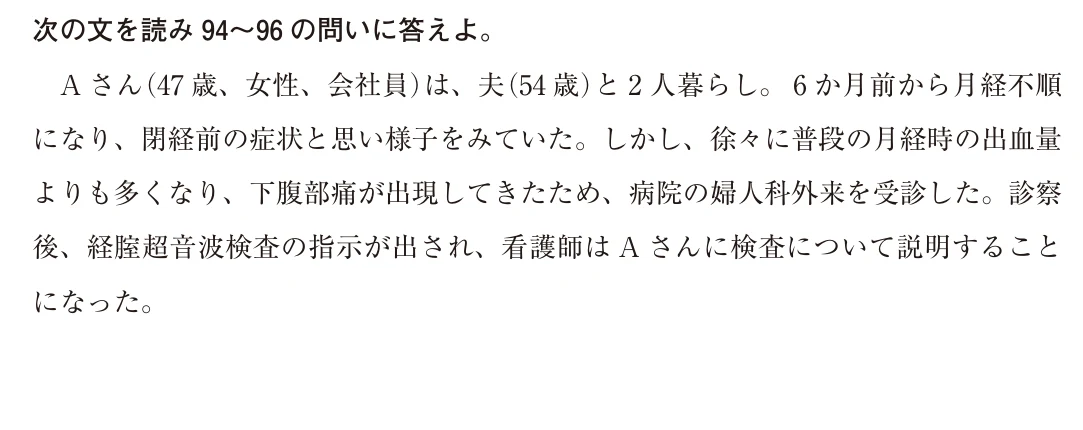 次の文を読み 94～96 の問いに答えよ。
A さん(47 歳、女性、会社員)は、夫(54 歳)と 2 人暮らし。6 か月前から月経不順
になり、閉経前の症状と思い様子をみていた。しかし、徐々に普段の月経時の出血量
よりも多くなり、下腹部痛が出現してきたため、病院の婦人科外来を受診した。診察
後、経腟超音波検査の指示が出され、看護師は A さんに検査について説明すること
になった。